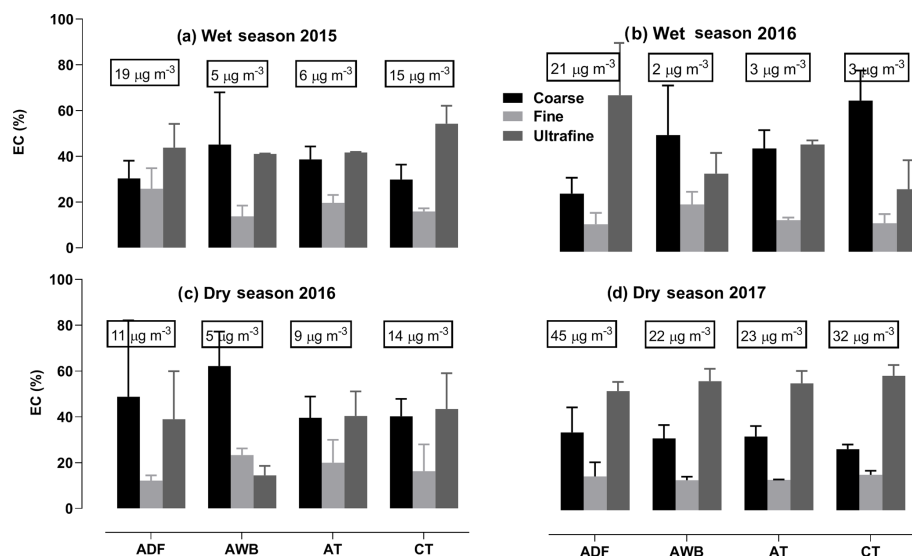 100
80
60
40
20
0
EC (%)
(a) Wet season 2015
19 μg m-3
5 μg m-3
6 μg m-3
15 μg m-3
(b) Wet season 2016
21 μg m-3
2 μg m-3
3 μg m-3
3 μg m-3
Coarse
Fine
Ultrafine
100
80
60
40
20
0
EC (%)
(c) Dry season 2016
11 μg m-3
5 μg m-3
9 μg m-3
14 μg m-3
ADF AWB AT CT
(d) Dry season 2017
45 μg m-3
22 μg m-3
23 μg m-3
32 μg m-3
ADF AWB AT CT